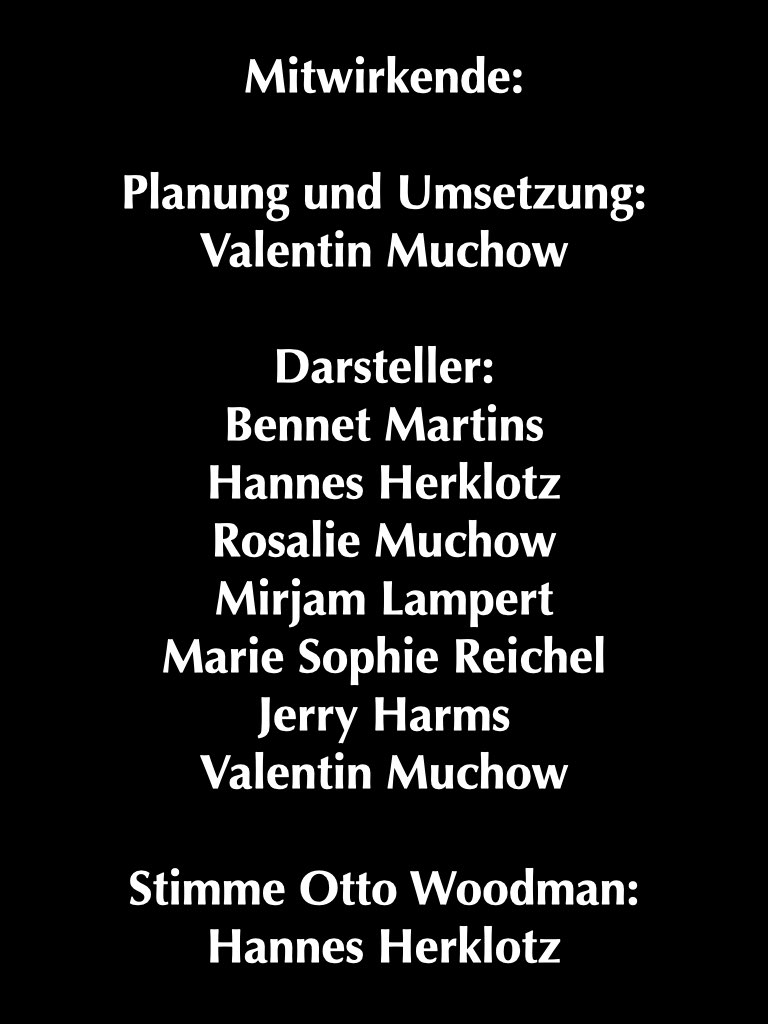 Mitwirkende:
Planung und Umsetzung:
Valentin Muchow
Darsteller:
Bennet Martins
Hannes Herklotz
Rosalie Muchow
Mirjam Lampert
Marie Sophie Reichel
Jerry Harms
Valentin Muchow
Stimme Otto Woodman:
Hannes Herklotz